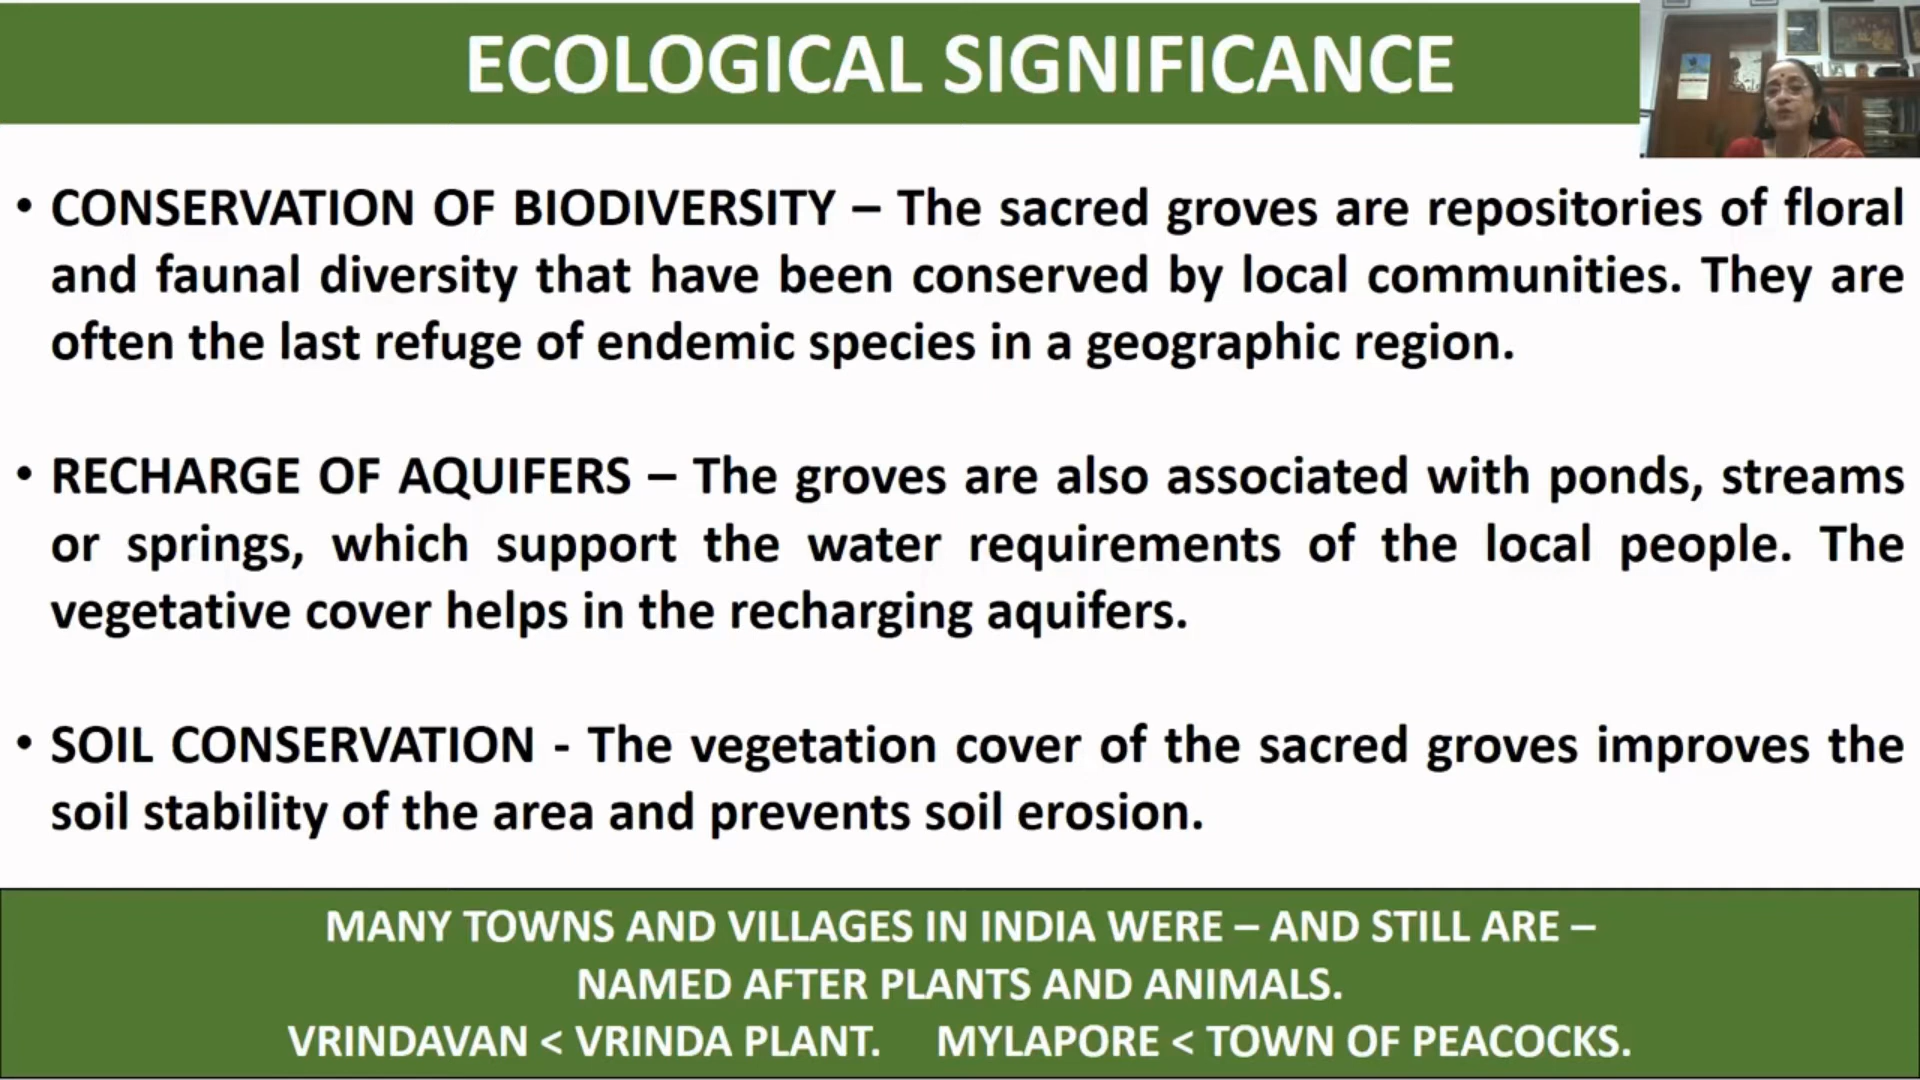 ECOLOGICAL SIGNIFICANCE
• CONSERVATION OF BIODIVERSITY – The sacred groves are repositories of floral
and faunal diversity that have been conserved by local communities. They are
often the last refuge of endemic species in a geographic region.
• RECHARGE OF AQUIFERS – The groves are also associated with ponds, streams
or springs, which support the water requirements of the local people. The
vegetative cover helps in the recharging aquifers.
• SOIL CONSERVATION - The vegetation cover of the sacred groves improves the
soil stability of the area and prevents soil erosion.
MANY TOWNS AND VILLAGES IN INDIA WERE – AND STILL ARE –
NAMED AFTER PLANTS AND ANIMALS.
VRINDAVAN < VRINDA PLANT. MYLAPORE < TOWN OF PEACOCKS.